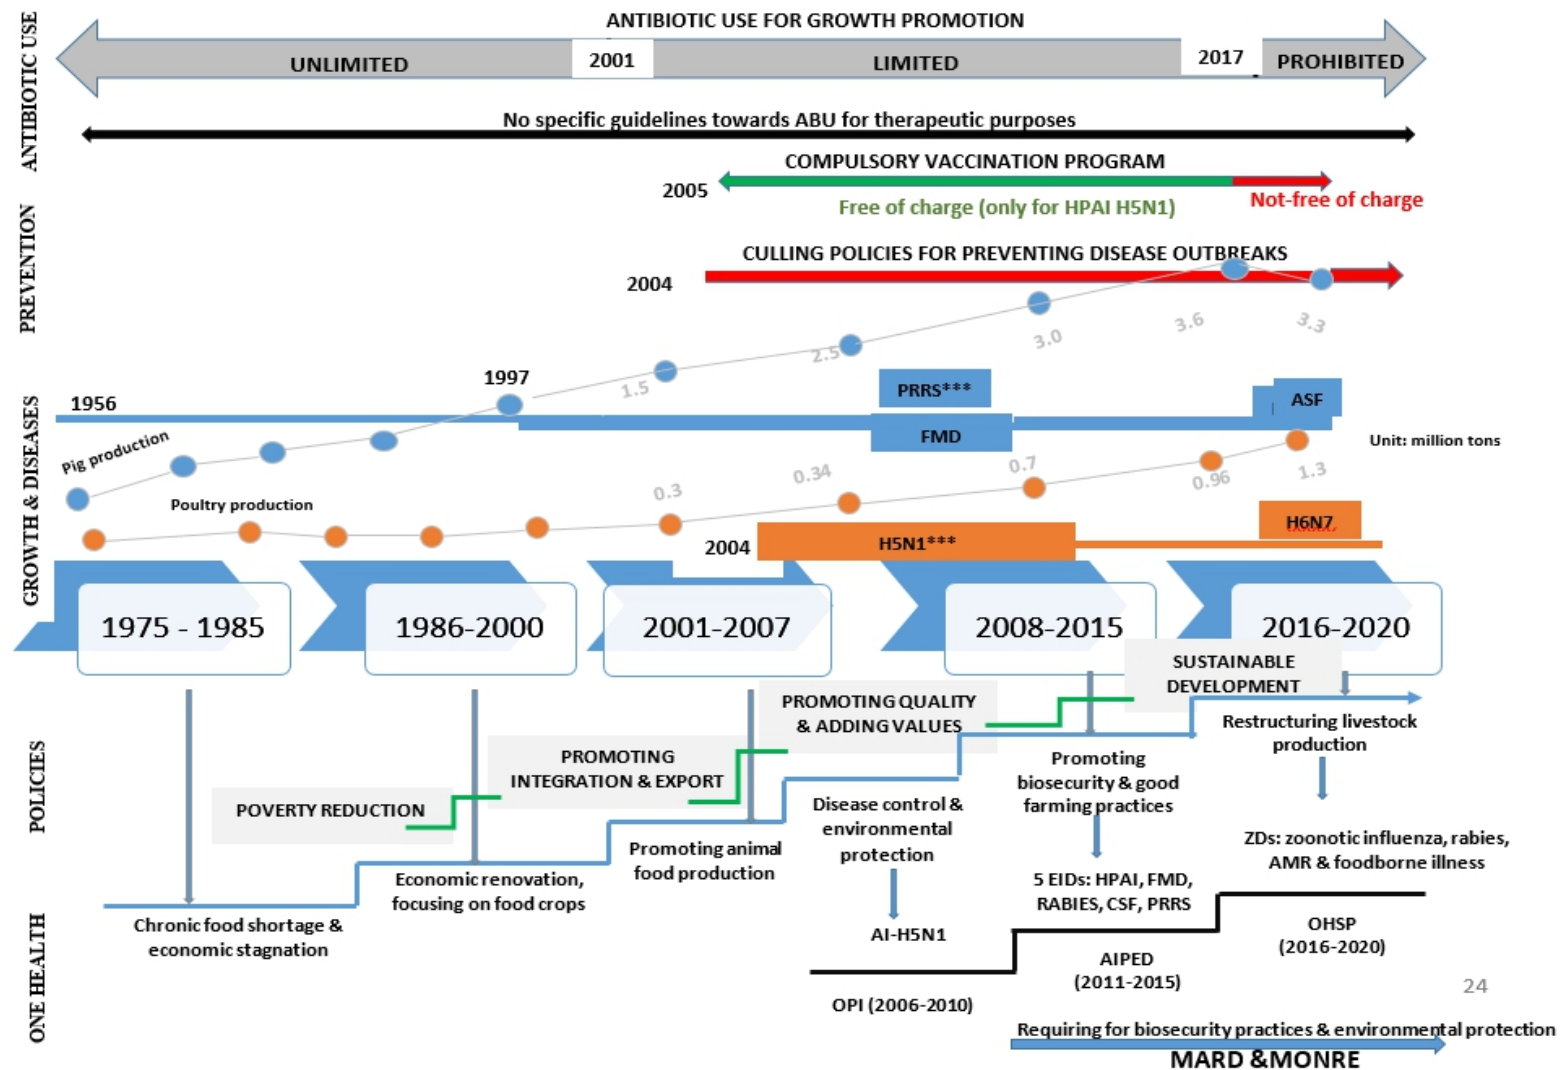 ANTIBIOTIC USE
ANTIBIOTIC USE FOR GROWTH PROMOTION
UNLIMITED
2001
LIMITED
2017
PROHIBITED
No specific guidelines towards ABU for therapeutic purposes
PREVENTION
COMPULSORY VACCINATION PROGRAM
2005
Free of charge (only for HPAI H5N1)
Not-free of charge
CULLING POLICIES FOR PREVENTING DISEASE OUTBREAKS
2004
3.6
3.3
3.0
2.5
1.5
GROWTH & DISEASES
1956
1997
PRRS***
ASF
FMD
Pig production
Unit: million tons
Poultry production
0.3
0.34
0.7
0.96
1.3
2004
H5N1***
H6N7
1975 - 1985
1986-2000
2001-2007
2008-2015
2016-2020
POLICIES
POVERTY REDUCTION
PROMOTING
INTEGRATION & EXPORT
PROMOTING QUALITY
& ADDING VALUES
SUSTAINABLE
DEVELOPMENT
Chronic food shortage &
economic stagnation
Economic renovation,
focusing on food crops
Promoting animal
food production
Disease control &
environmental
protection
Promoting
biosecurity & good
farming practices
Restructuring livestock
production
ONE HEALTH
AI-H5N1
5 EIDs: HPAI, FMD,
RABIES, CSF, PRRS
ZDs: zoonotic influenza, rabies,
AMR & foodborne illness
OPI (2006-2010)
AIPED
(2011-2015)
OHSP
(2016-2020)
24
Requiring for biosecurity practices & environmental protection
MARD &MONRE